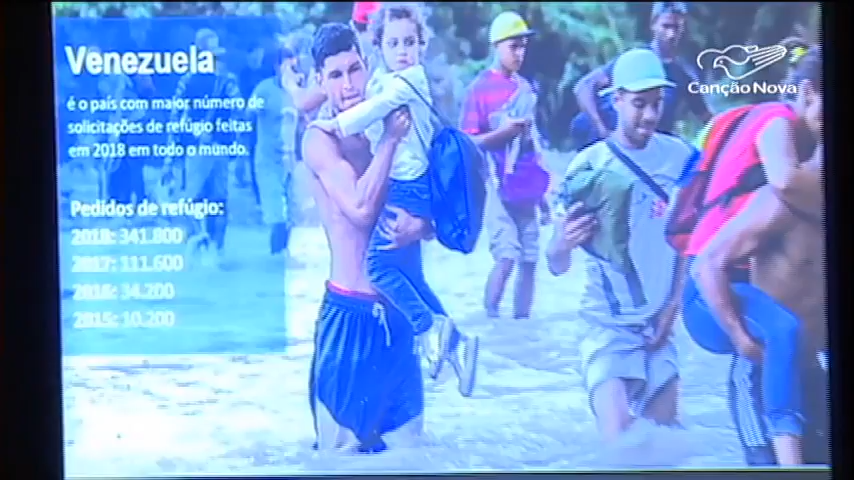 Venezuela
é o país com maior número de
solicitações de refúgio feitas
em 2018 em todo o mundo.
Pedidos de refúgio:
2018: 341.800
2017: 111.600
2016: 34.200
2015: 10.200
Canção Nova